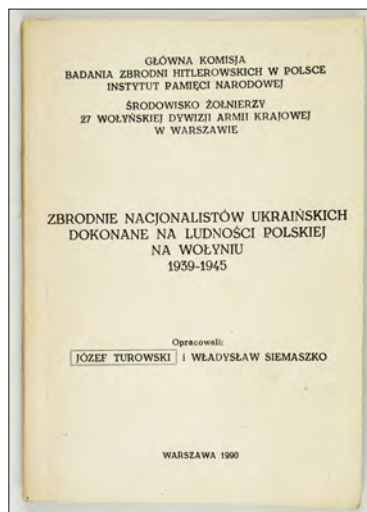 GŁÓWNA KOMISJA
BADANIA ZBRODNI HITLEROWSKICH W POLSCE
INSTYTUT PAMIĘCI NARODOWEJ
ŚRODOWISKO ŻOŁNIERZY
27 WOŁYŃSKIEJ DYWIZJI ARMII KRAJOWEJ
W WARSZAWIE
ZBRODNIE NACJONALISTÓW UKRAIŃSKICH
DOKONANE NA LUDNOŚCI POLSKIEJ
NA WOŁYNIU
1939-1945
Opracowali:
JÓZEF TUROWSKI i WŁADYSŁAW SIEMASZKO
WARSZAWA 1990